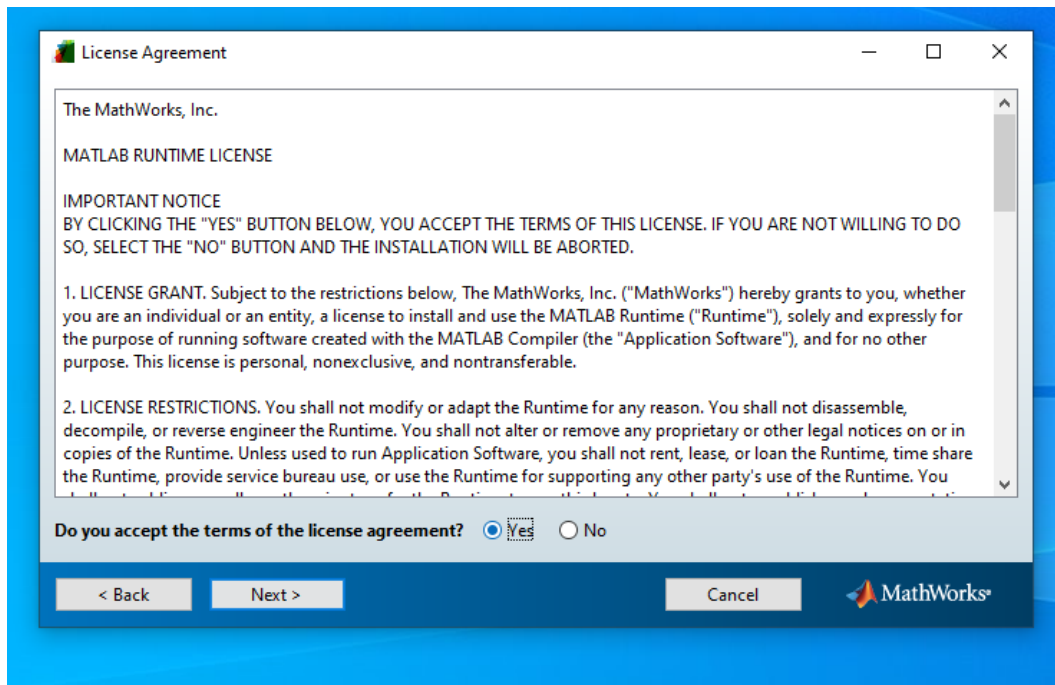 License Agreement
The MathWorks, Inc.
MATLAB RUNTIME LICENSE
IMPORTANT NOTICE
BY CLICKING THE "YES" BUTTON BELOW, YOU ACCEPT THE TERMS OF THIS LICENSE. IF YOU ARE NOT WILLING TO DO
SO, SELECT THE "NO" BUTTON AND THE INSTALLATION WILL BE ABORTED.
1. LICENSE GRANT. Subject to the restrictions below, The MathWorks, Inc. ("MathWorks") hereby grants to you, whether
you are an individual or an entity, a license to install and use the MATLAB Runtime ("Runtime"), solely and expressly for
the purpose of running software created with the MATLAB Compiler (the "Application Software"), and for no other
purpose. This license is personal, nonexclusive, and nontransferable.
2. LICENSE RESTRICTIONS. You shall not modify or adapt the Runtime for any reason. You shall not disassemble,
decompile, or reverse engineer the Runtime. You shall not alter or remove any proprietary or other legal notices on or in
copies of the Runtime. Unless used to run Application Software, you shall not rent, lease, or loan the Runtime, time share
the Runtime, provide service bureau use, or use the Runtime for supporting any other party's use of the Runtime. You
Do you accept the terms of the license agreement? Yes No
< Back Next > Cancel MathWorks®